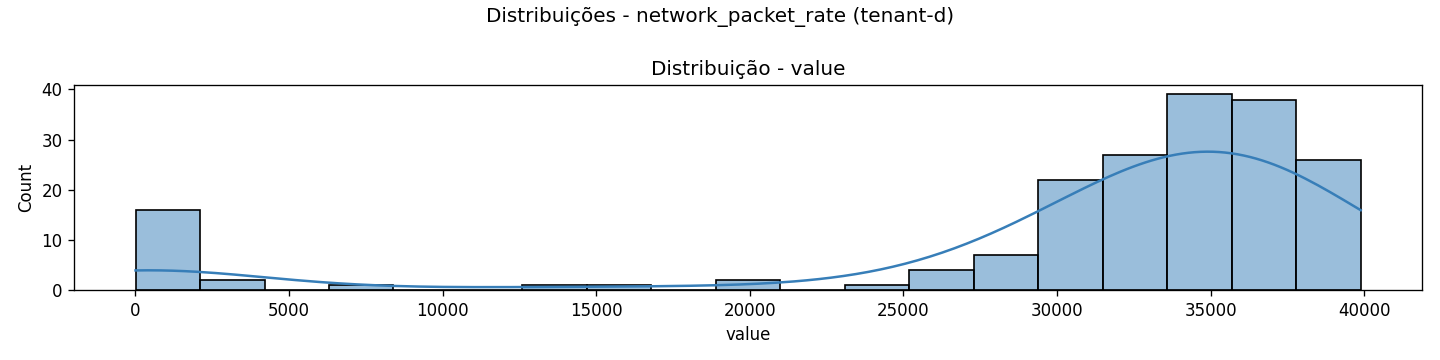 Distribuições - network_packet_rate (tenant-d)
Distribuição - value
Count
40
30
20
10
0
0 5000 10000 15000 20000 25000 30000 35000 40000
value